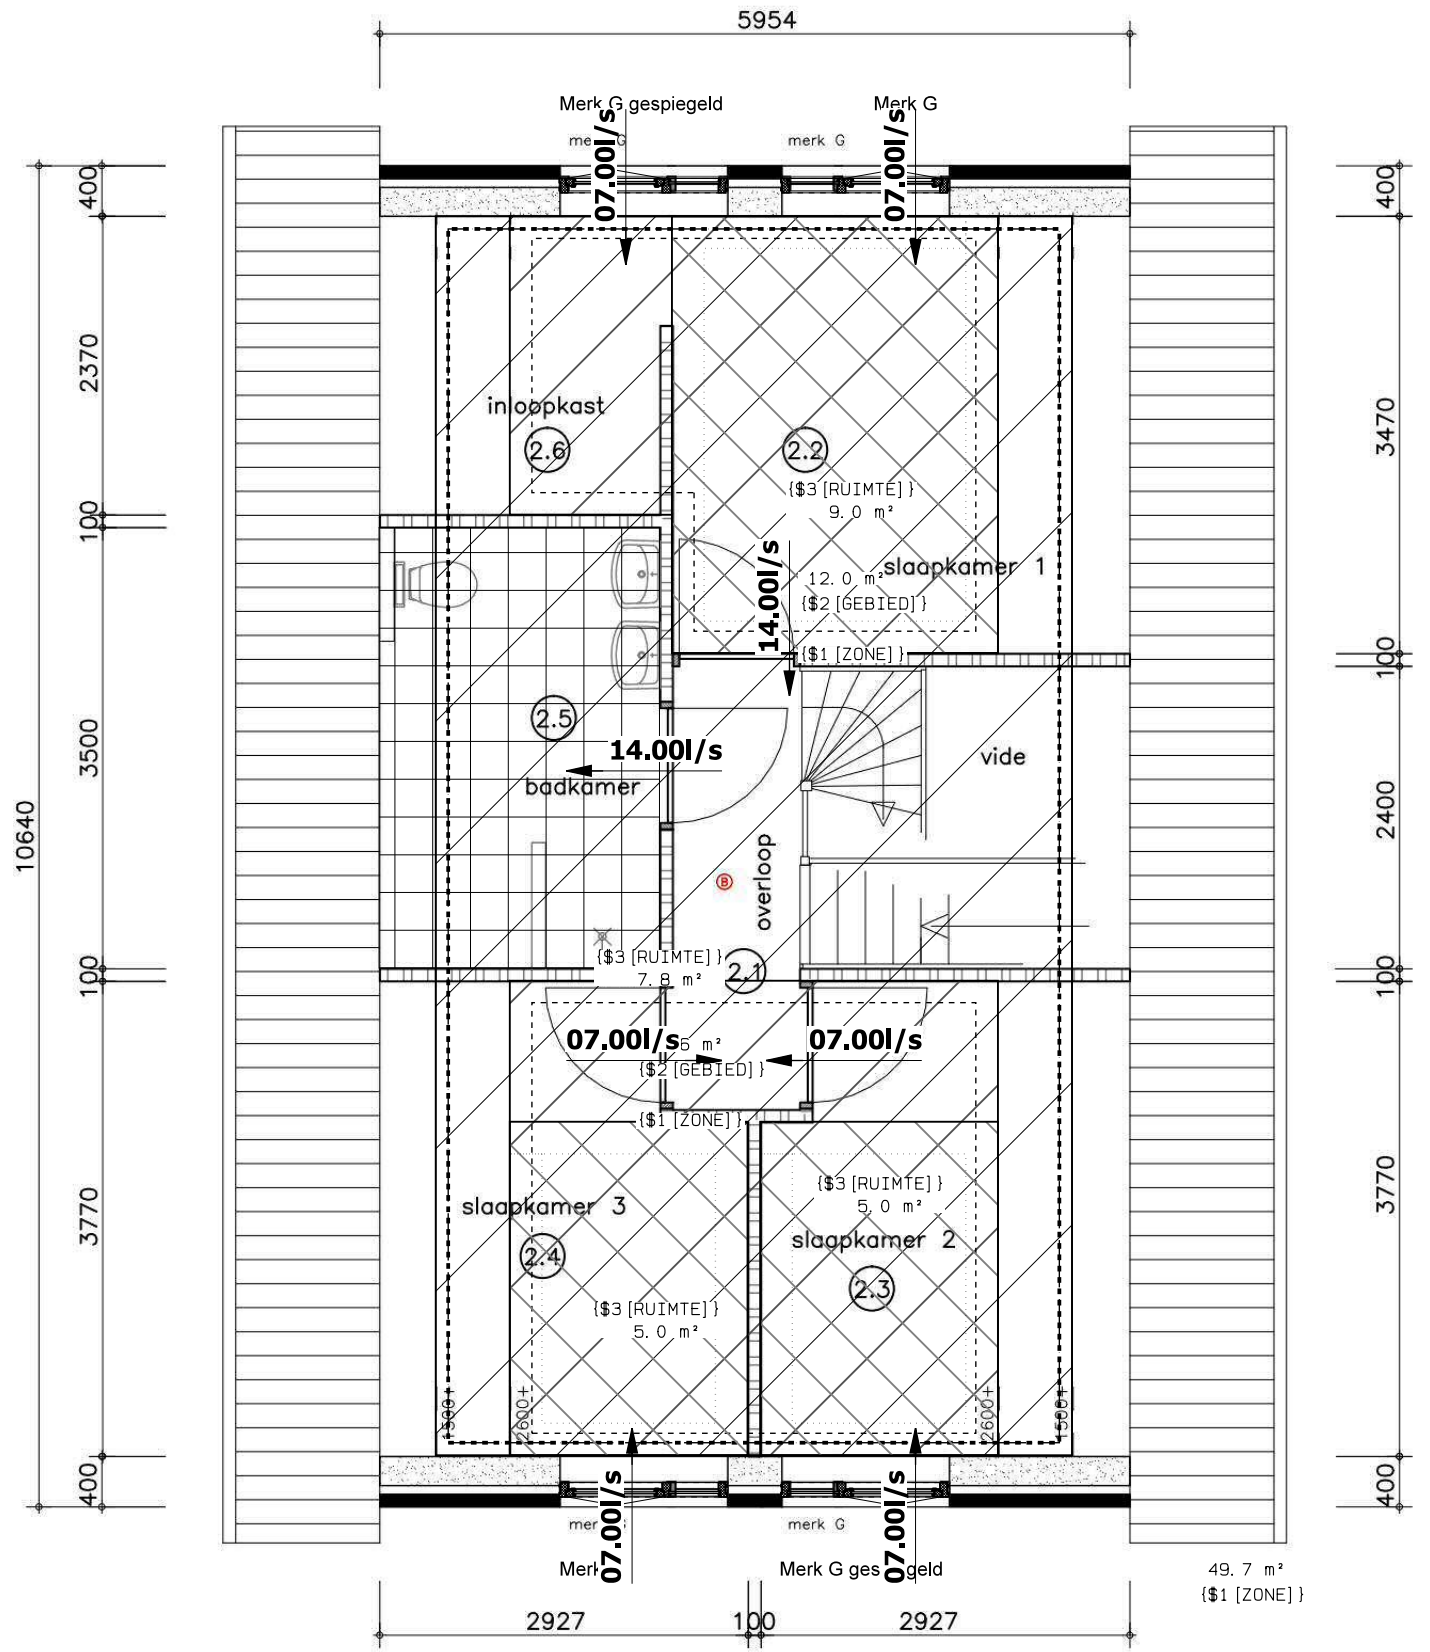 5954
Merk G gespiegeld
Merk G
merk G
07.00l/s
07.00l/s
400
400
2370
3470
inloopkast
2.6
2.2
{$3 [RUIMTE] }
9.0 m²
100
slaapkamer 1
12.0 m²
{$2 [GEBIED] }
14.00l/s
{$1 [ZONE] }
100
2.5
14.00l/s
badkamer
vide
3500
2400
10640
overloop
B
{$3 [RUIMTE] }
7.8 m²
2.1
100
100
07.00l/s
m²
07.00l/s
{$2 [GEBIED] }
{$1 [ZONE] }
3770
3770
{$3 [RUIMTE] }
5.0 m²
slaapkamer 3
slaapkamer 2
2.4
2.3
{$3 [RUIMTE] }
5.0 m²
1500+
2600+
2600+
1500+
400
400
07.00l/s
07.00l/s
merk G
Merk
49.7 m²
{$1 [ZONE] }
2927
100
2927